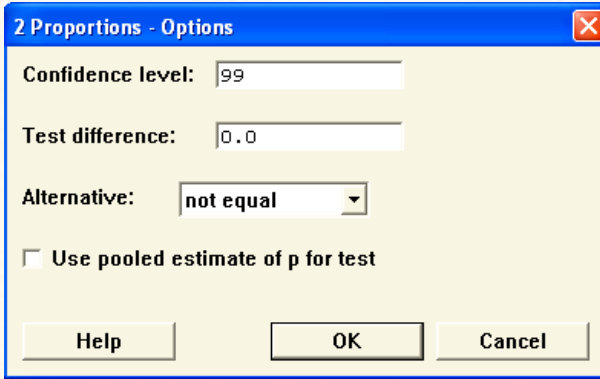 2 Proportions - Options
Confidence level: 99
Test difference: 0.0
Alternative: not equal
Use pooled estimate of p for test
Help OK Cancel